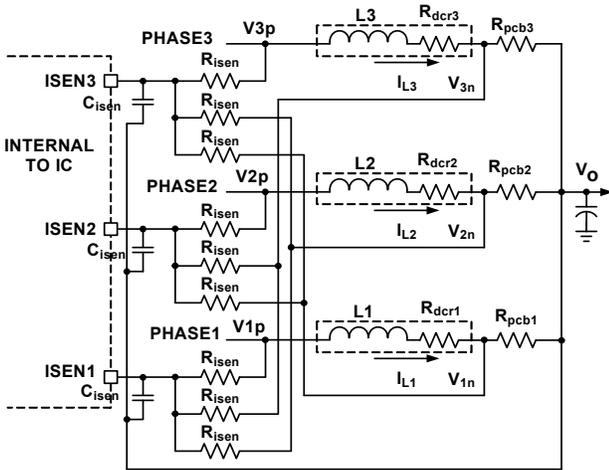 PHASE3 V3p L3 Rdcr3 Rpcb3
Risen
ISEN3
Cisen
IL3 V3n
Risen
Risen
INTERNAL
TO IC
PHASE2 V2p L2 Rdcr2 Rpcb2 Vo
Risen
ISEN2
Cisen
IL2 V2n
Risen
Risen
PHASE1 V1p L1 Rdcr1 Rpcb1
Risen
ISEN1
Cisen
IL1 V1n
Risen
Risen